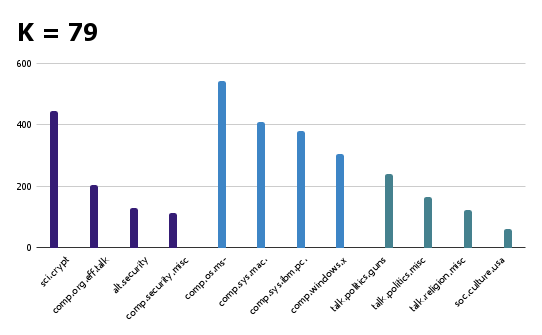 K = 79
600
400
200
0
sci.crypt
comp.org.eff.talk
alt.security
comp.security.misc
comp.os.ms-
comp.sys.mac.
comp.sys.ibm.pc.
comp.windows.x
talk.politics.guns
talk.politics.misc
talk.religion.misc
soc.culture.usa